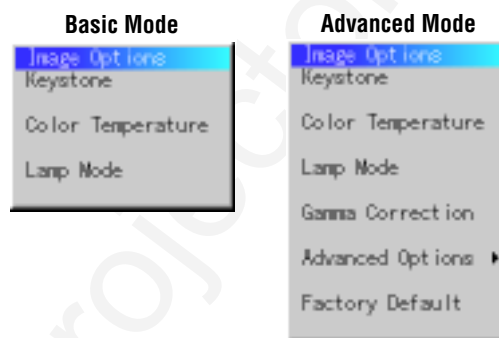 Basic Mode
Image Options
Keystone
Color Temperature
Lamp Mode
Advanced Mode
Image Options
Keystone
Color Temperature
Lamp Mode
Gamma Correction
Advanced Options
Factory Default